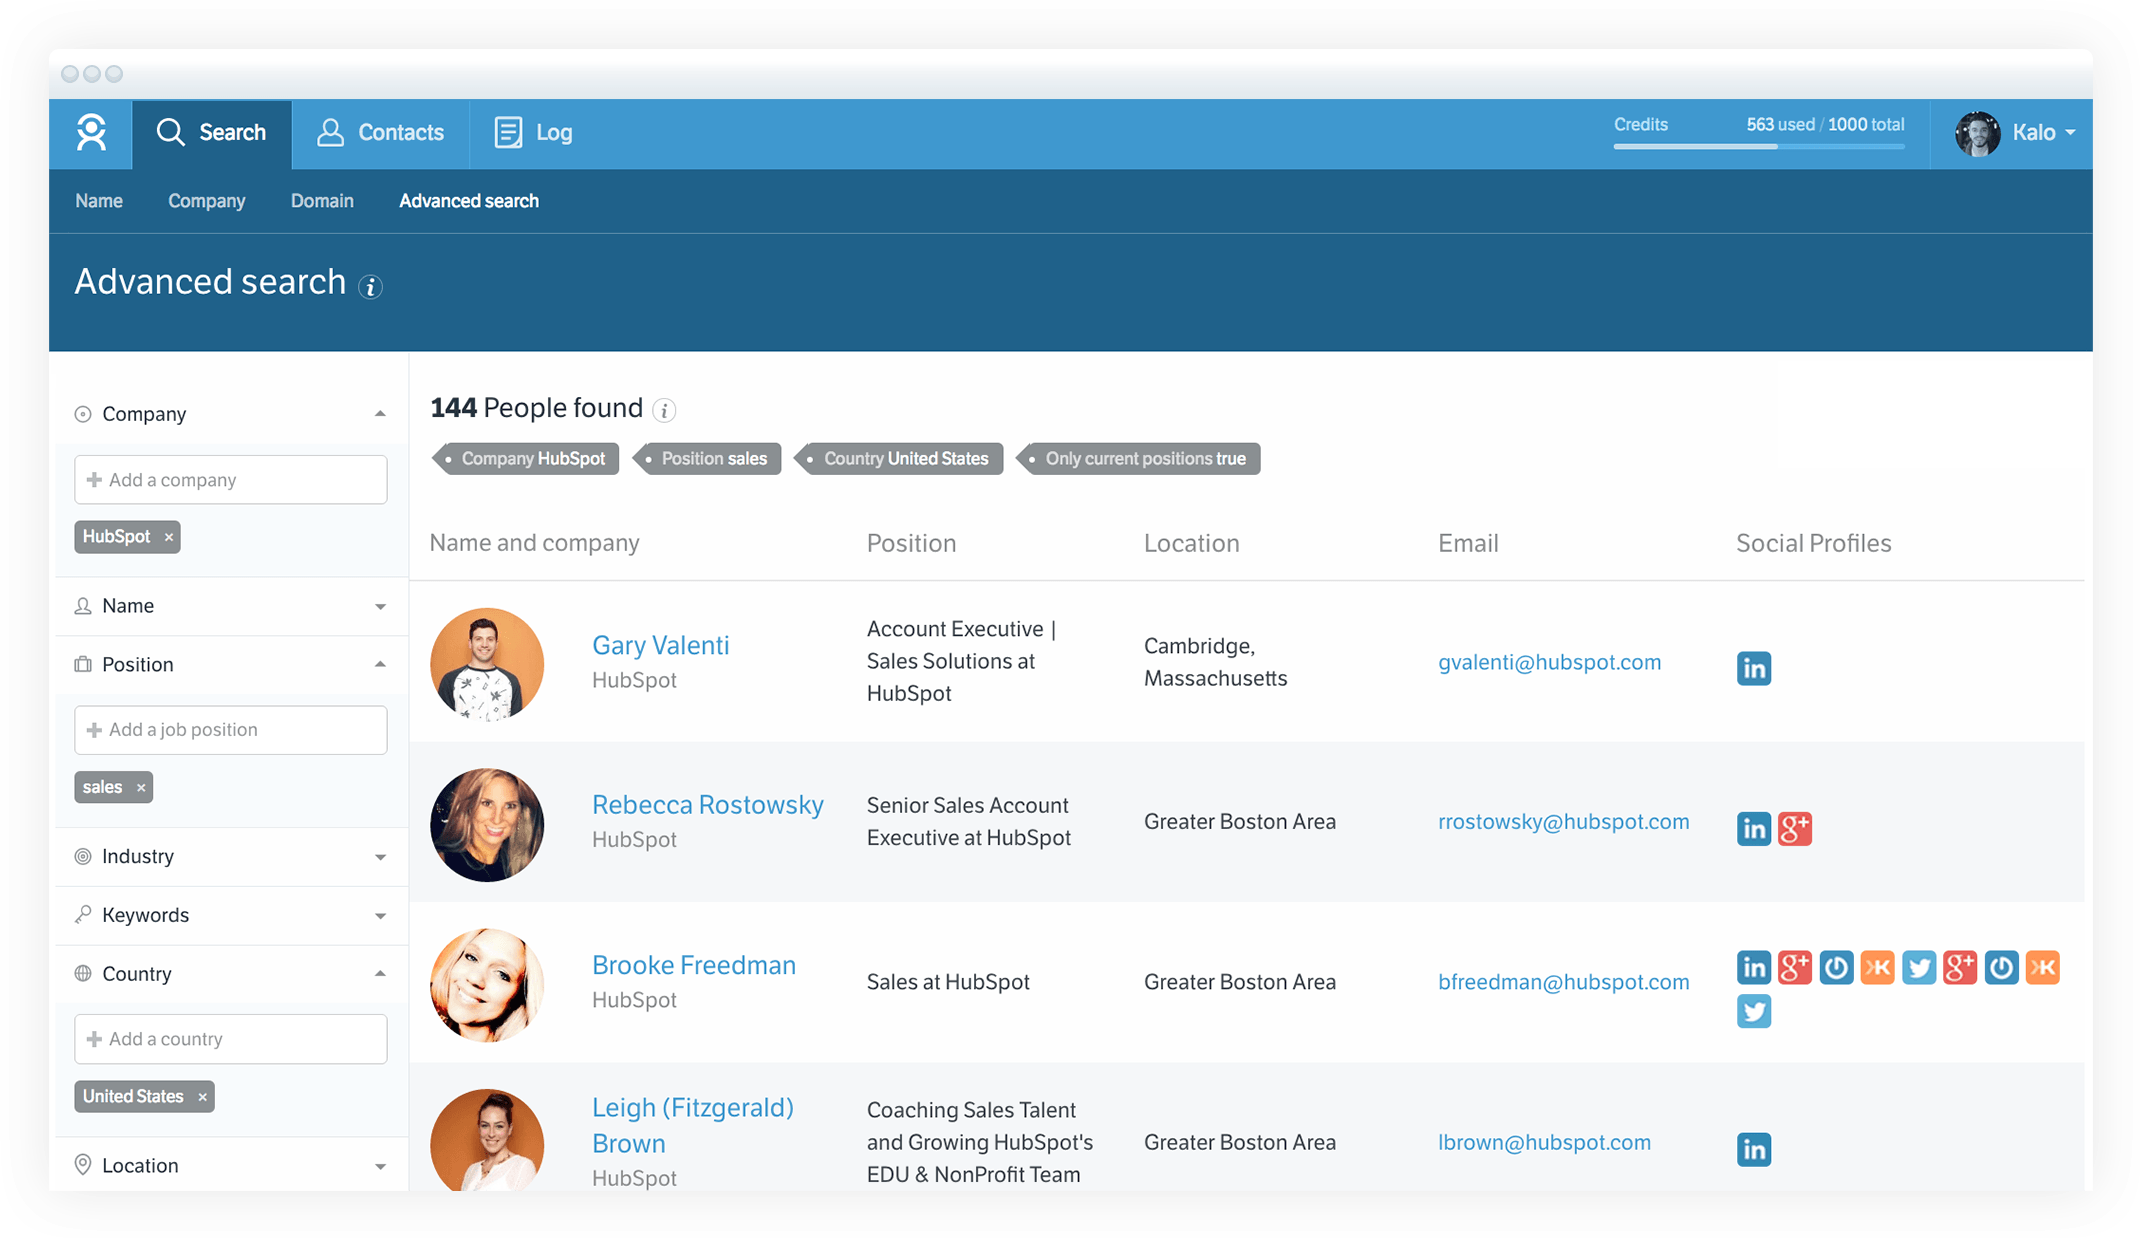 Search
Contacts
Log
Credits
563 used / 1000 total
Kalo
Name
Company
Domain
Advanced search
Advanced search i
Company
+ Add a company
HubSpot ×
Name
Position
+ Add a job position
sales ×
Industry
Keywords
Country
+ Add a country
United States ×
Location
144 People found i
Company HubSpot
Position sales
Country United States
Only current positions true
Name and company
Position
Location
Email
Social Profiles
Gary Valenti
HubSpot
Account Executive |
Sales Solutions at
HubSpot
Cambridge,
Massachusetts
gvalenti@hubspot.com
in
Rebecca Rostowsky
HubSpot
Senior Sales Account
Executive at HubSpot
Greater Boston Area
rrostowsky@hubspot.com
in g+
Brooke Freedman
HubSpot
Sales at HubSpot
Greater Boston Area
bfreedman@hubspot.com
in g+ g+
Leigh (Fitzgerald)
Brown
HubSpot
Coaching Sales Talent
and Growing HubSpot's
EDU & NonProfit Team
Greater Boston Area
lbrown@hubspot.com
in